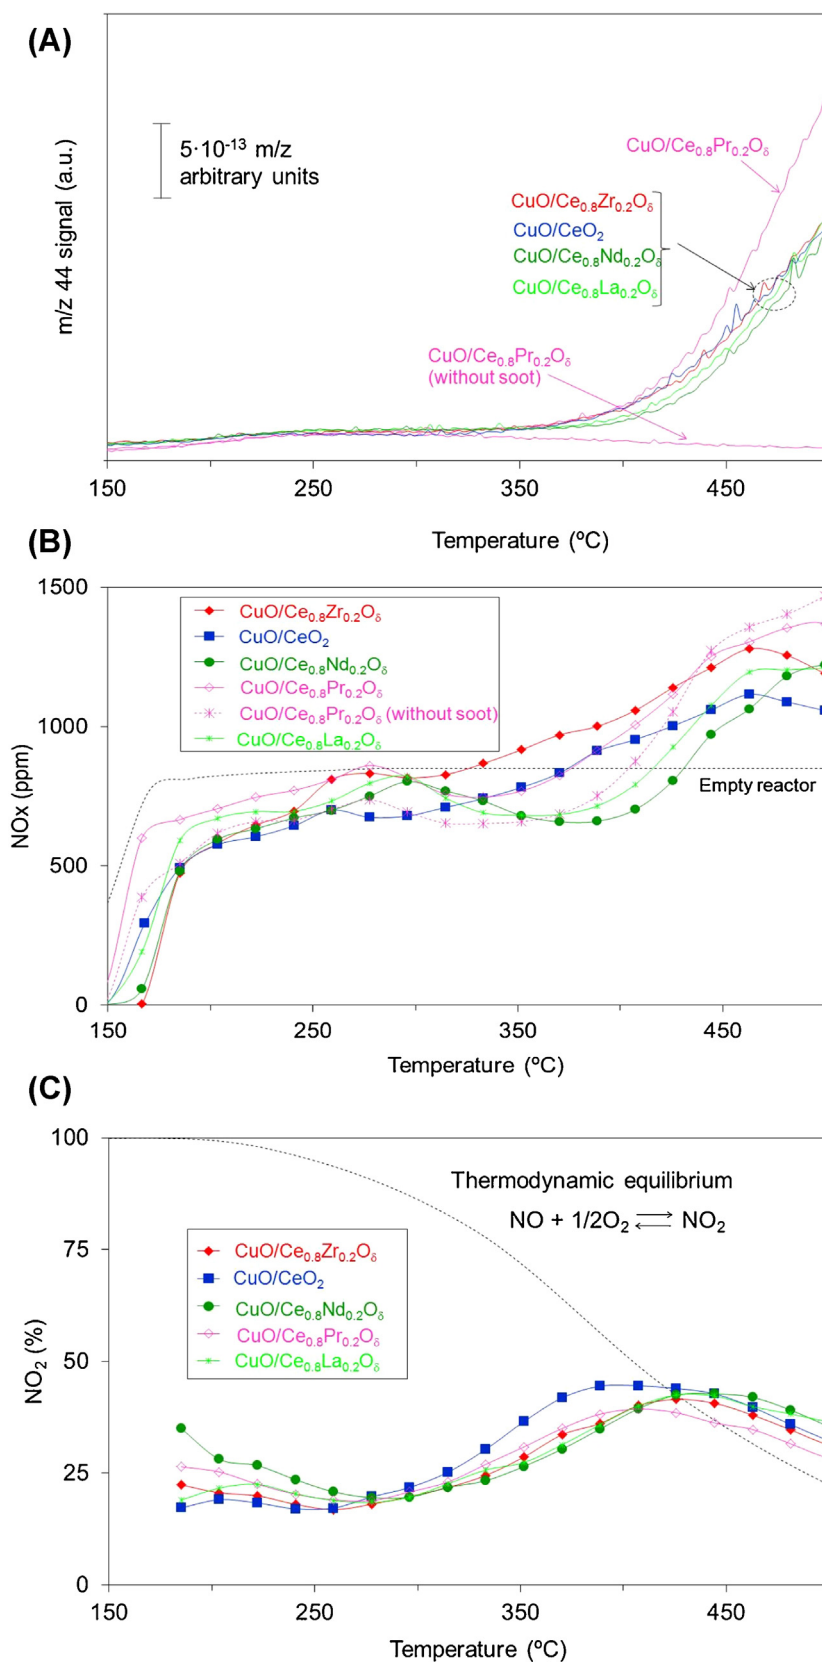 (A)
m/z 44 signal (a.u.)
5·10⁻¹³ m/z
arbitrary units
CuO/Ce₀.₈Pr₀.₂Oδ
CuO/Ce₀.₈Zr₀.₂Oδ
CuO/CeO₂
CuO/Ce₀.₈Nd₀.₂Oδ
CuO/Ce₀.₈La₀.₂Oδ
CuO/Ce₀.₈Pr₀.₂Oδ
(without soot)
150 250 350 450
Temperature (ºC)
(B)
NOx (ppm)
1500
1000
500
0
CuO/Ce₀.₈Zr₀.₂Oδ
CuO/CeO₂
CuO/Ce₀.₈Nd₀.₂Oδ
CuO/Ce₀.₈Pr₀.₂Oδ
CuO/Ce₀.₈Pr₀.₂Oδ (without soot)
CuO/Ce₀.₈La₀.₂Oδ
Empty reactor
150 250 350 450
Temperature (ºC)
(C)
NO₂ (%)
100
75
50
25
0
Thermodynamic equilibrium
NO + 1/2O₂ ⇌ NO₂
CuO/Ce₀.₈Zr₀.₂Oδ
CuO/CeO₂
CuO/Ce₀.₈Nd₀.₂Oδ
CuO/Ce₀.₈Pr₀.₂Oδ
CuO/Ce₀.₈La₀.₂Oδ
150 250 350 450
Temperature (ºC)